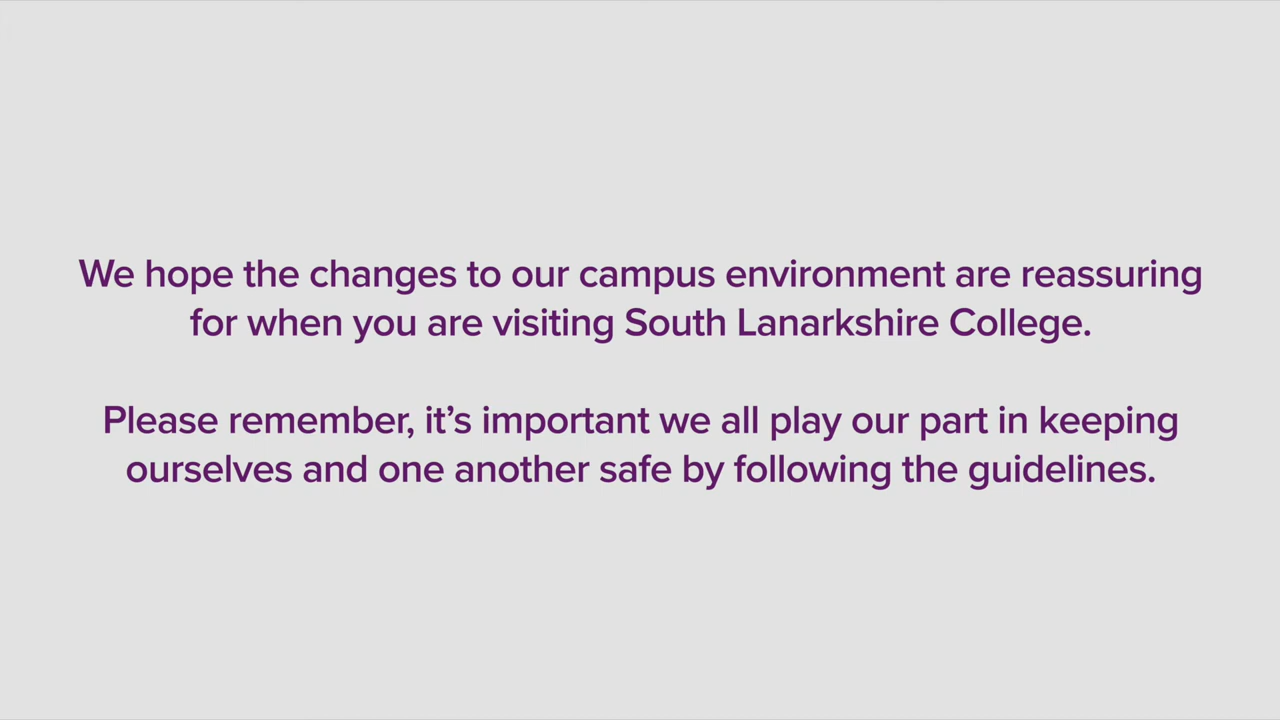 We hope the changes to our campus environment are reassuring
for when you are visiting South Lanarkshire College.
Please remember, it’s important we all play our part in keeping
ourselves and one another safe by following the guidelines.